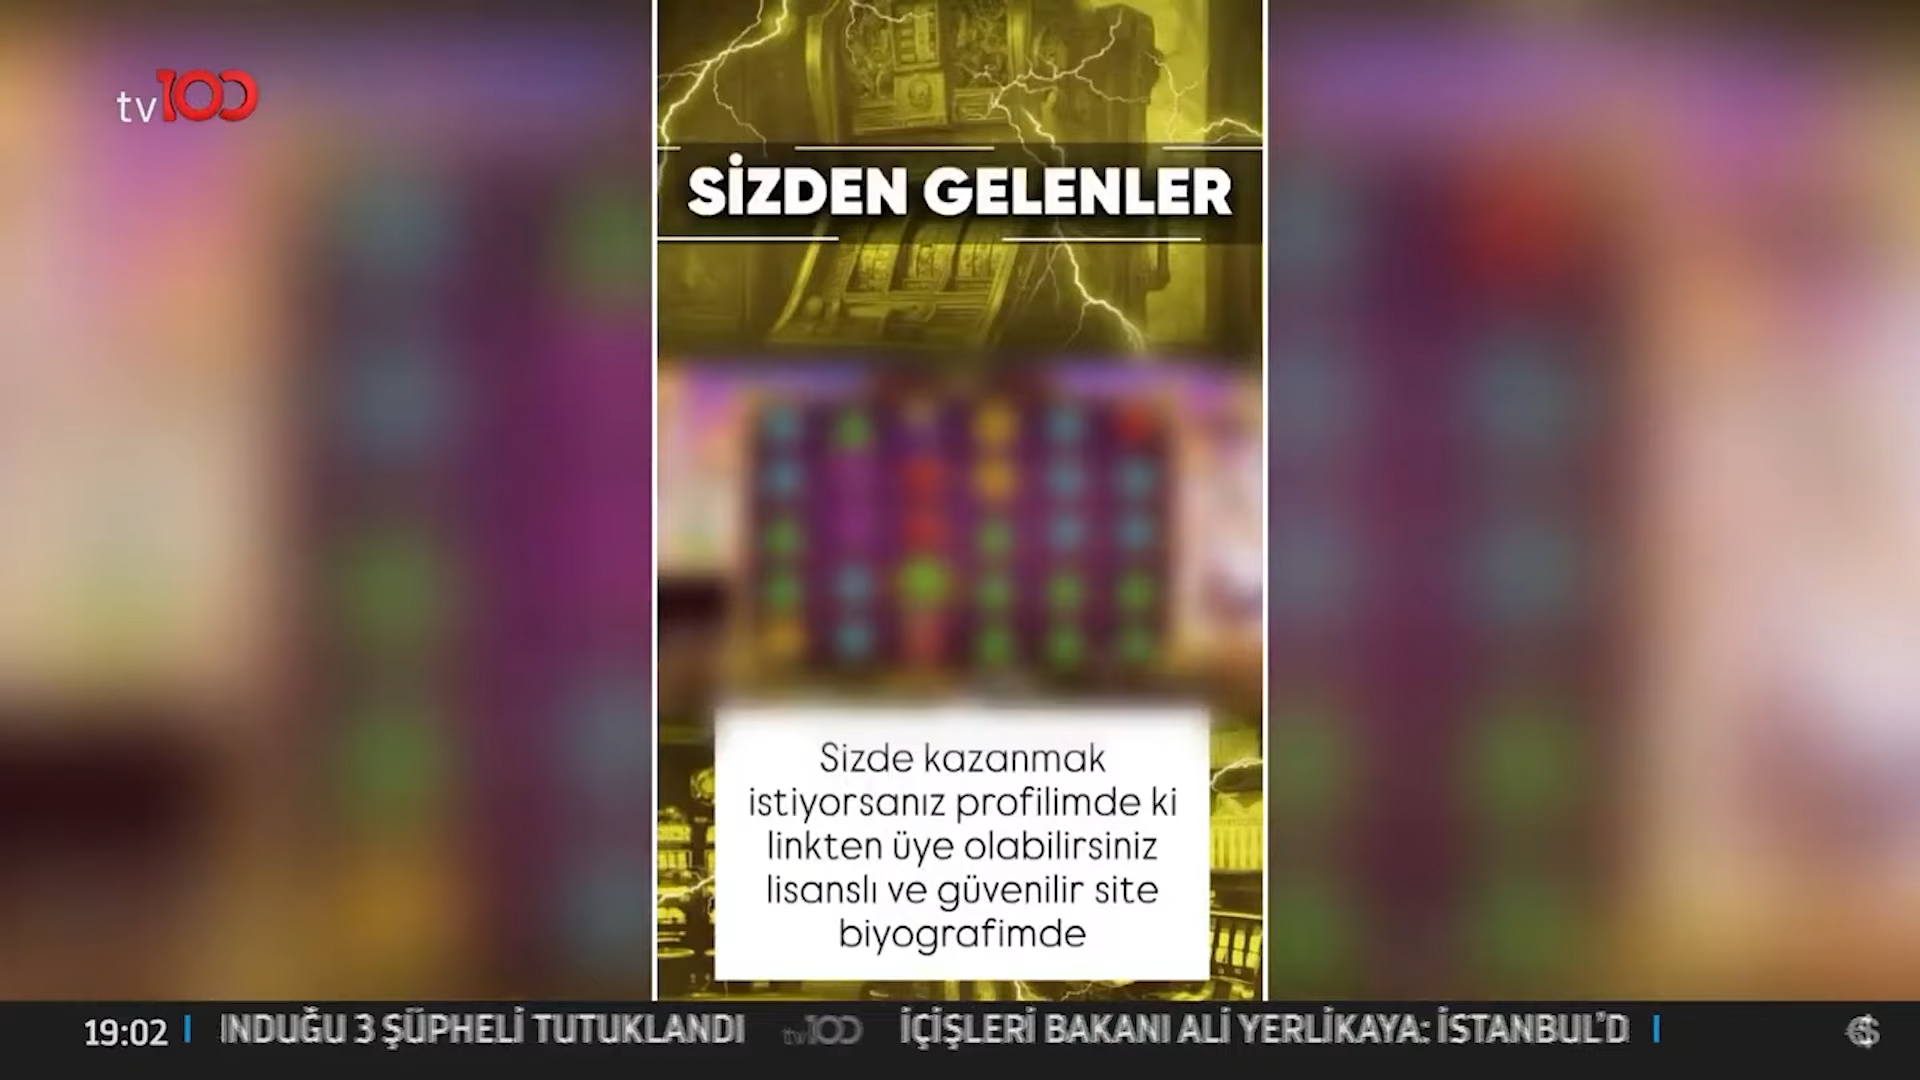 tv100
SİZDEN GELENLER
Sizde kazanmak
istiyorsanız profilimde ki
linkten üye olabilirsiniz
lisanslı ve güvenilir site
biyografimde
19:02 INDUĞU 3 ŞÜPHELİ TUTUKLANDI tv100 İÇİŞLERİ BAKANI ALİ YERLİKAYA: İSTANBUL'D